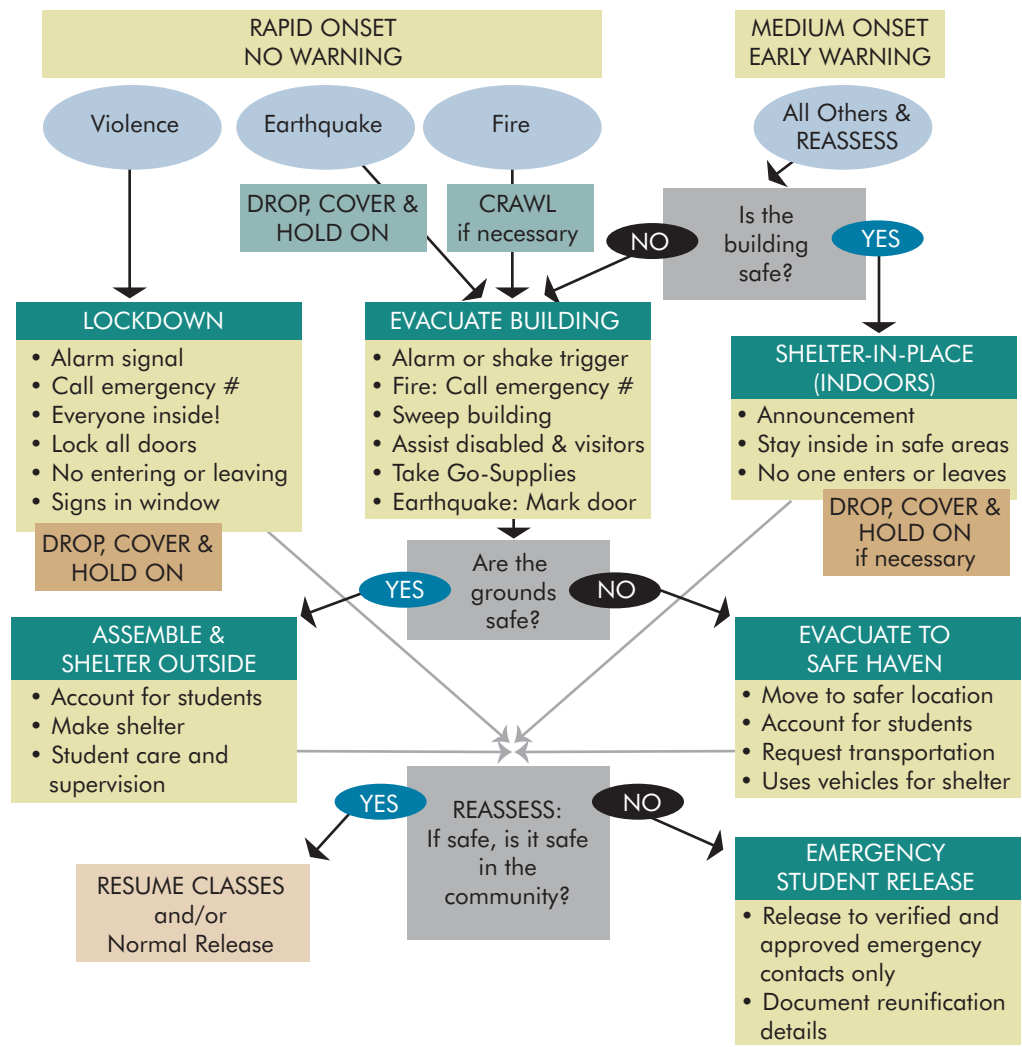 RAPID ONSET
NO WARNING
MEDIUM ONSET
EARLY WARNING
Violence
Earthquake
Fire
All Others &
REASSESS
DROP, COVER &
HOLD ON
CRAWL
if necessary
NO
Is the
building
safe?
YES
LOCKDOWN
• Alarm signal
• Call emergency #
• Everyone inside!
• Lock all doors
• No entering or leaving
• Signs in window
DROP, COVER &
HOLD ON
EVACUATE BUILDING
• Alarm or shake trigger
• Fire: Call emergency #
• Sweep building
• Assist disabled & visitors
• Take Go-Supplies
• Earthquake: Mark door
SHELTER-IN-PLACE
(INDOORS)
• Announcement
• Stay inside in safe areas
• No one enters or leaves
DROP, COVER &
HOLD ON
if necessary
YES
Are the
grounds
safe?
NO
ASSEMBLE &
SHELTER OUTSIDE
• Account for students
• Make shelter
• Student care and
supervision
EVACUATE TO
SAFE HAVEN
• Move to safer location
• Account for students
• Request transportation
• Uses vehicles for shelter
YES
REASSESS:
If safe, is it safe
in the
community?
NO
RESUME CLASSES
and/or
Normal Release
EMERGENCY
STUDENT RELEASE
• Release to verified and
approved emergency
contacts only
• Document reunification
details